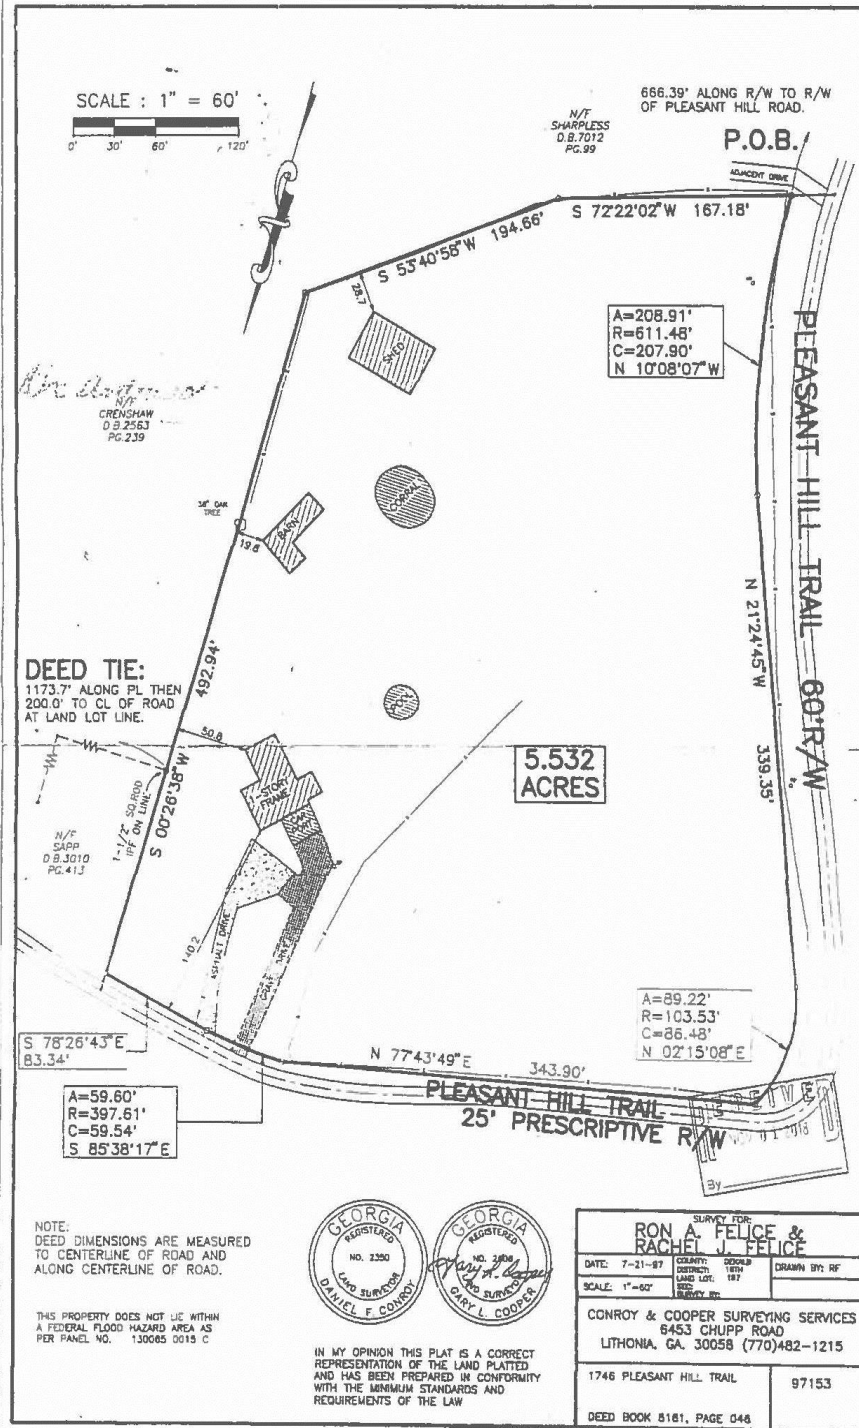 SCALE : 1" = 60'
0' 30' 60' 120'
666.39' ALONG R/W TO R/W
OF PLEASANT HILL ROAD.
N/F
SHARPLESS
D.B.7012
PG.99
P.O.B.
ADJACENT DRIVE
S 72°22'02"W 167.18'
S 53°40'58"W 194.66'
28.7
SHED
A=208.91'
R=611.48'
C=207.90'
N 10°08'07"W
PLEASANT HILL TRAIL 60'R/W
N/F
CRENSHAW
D.B.2563
PG.239
38" OAK
TREE
CORRAL
BARN
19.6
N 21°24'45"W 339.35'
492.94'
S 00°26'38"W
DEED TIE:
1173.7' ALONG PL THEN
200.0' TO CL OF ROAD
AT LAND LOT LINE.
50.8
5.532
ACRES
1-STORY
FRAME
CAR
PORT
1-1/2" SQ.ROD
IPF ON LINE
N/F
SAPP
D.B.3010
PG.413
140.2
ASPHALT DRIVE
DRIVE
S 78°26'43"E
83.34'
A=89.22'
R=103.53'
C=86.48'
N 02°15'08"E
N 77°43'49"E 343.90'
A=59.60'
R=397.61'
C=59.54'
S 85°38'17"E
PLEASANT HILL TRAIL
25' PRESCRIPTIVE R/W
2018
By
NOTE:
DEED DIMENSIONS ARE MEASURED
TO CENTERLINE OF ROAD AND
ALONG CENTERLINE OF ROAD.
THIS PROPERTY DOES NOT LIE WITHIN
A FEDERAL FLOOD HAZARD AREA AS
PER PANEL NO. 130065 0015 C
GEORGIA
REGISTERED
NO. 2350
LAND SURVEYOR
DANIEL F. CONROY
GEORGIA
REGISTERED
LAND SURVEYOR
GARY L. COOPER
IN MY OPINION THIS PLAT IS A CORRECT
REPRESENTATION OF THE LAND PLATTED
AND HAS BEEN PREPARED IN CONFORMITY
WITH THE MINIMUM STANDARDS AND
REQUIREMENTS OF THE LAW
SURVEY FOR:
RON A. FELICE &
RACHEL J. FELICE
DATE: 7-21-97
COUNTY: DEKALB
DISTRICT: 18TH
LAND LOT: 187
DRAWN BY: RF
SCALE: 1"=60'
CONROY & COOPER SURVEYING SERVICES
6453 CHUPP ROAD
LITHONIA, GA. 30058 (770)482-1215
1746 PLEASANT HILL TRAIL
97153
DEED BOOK 8181, PAGE 048